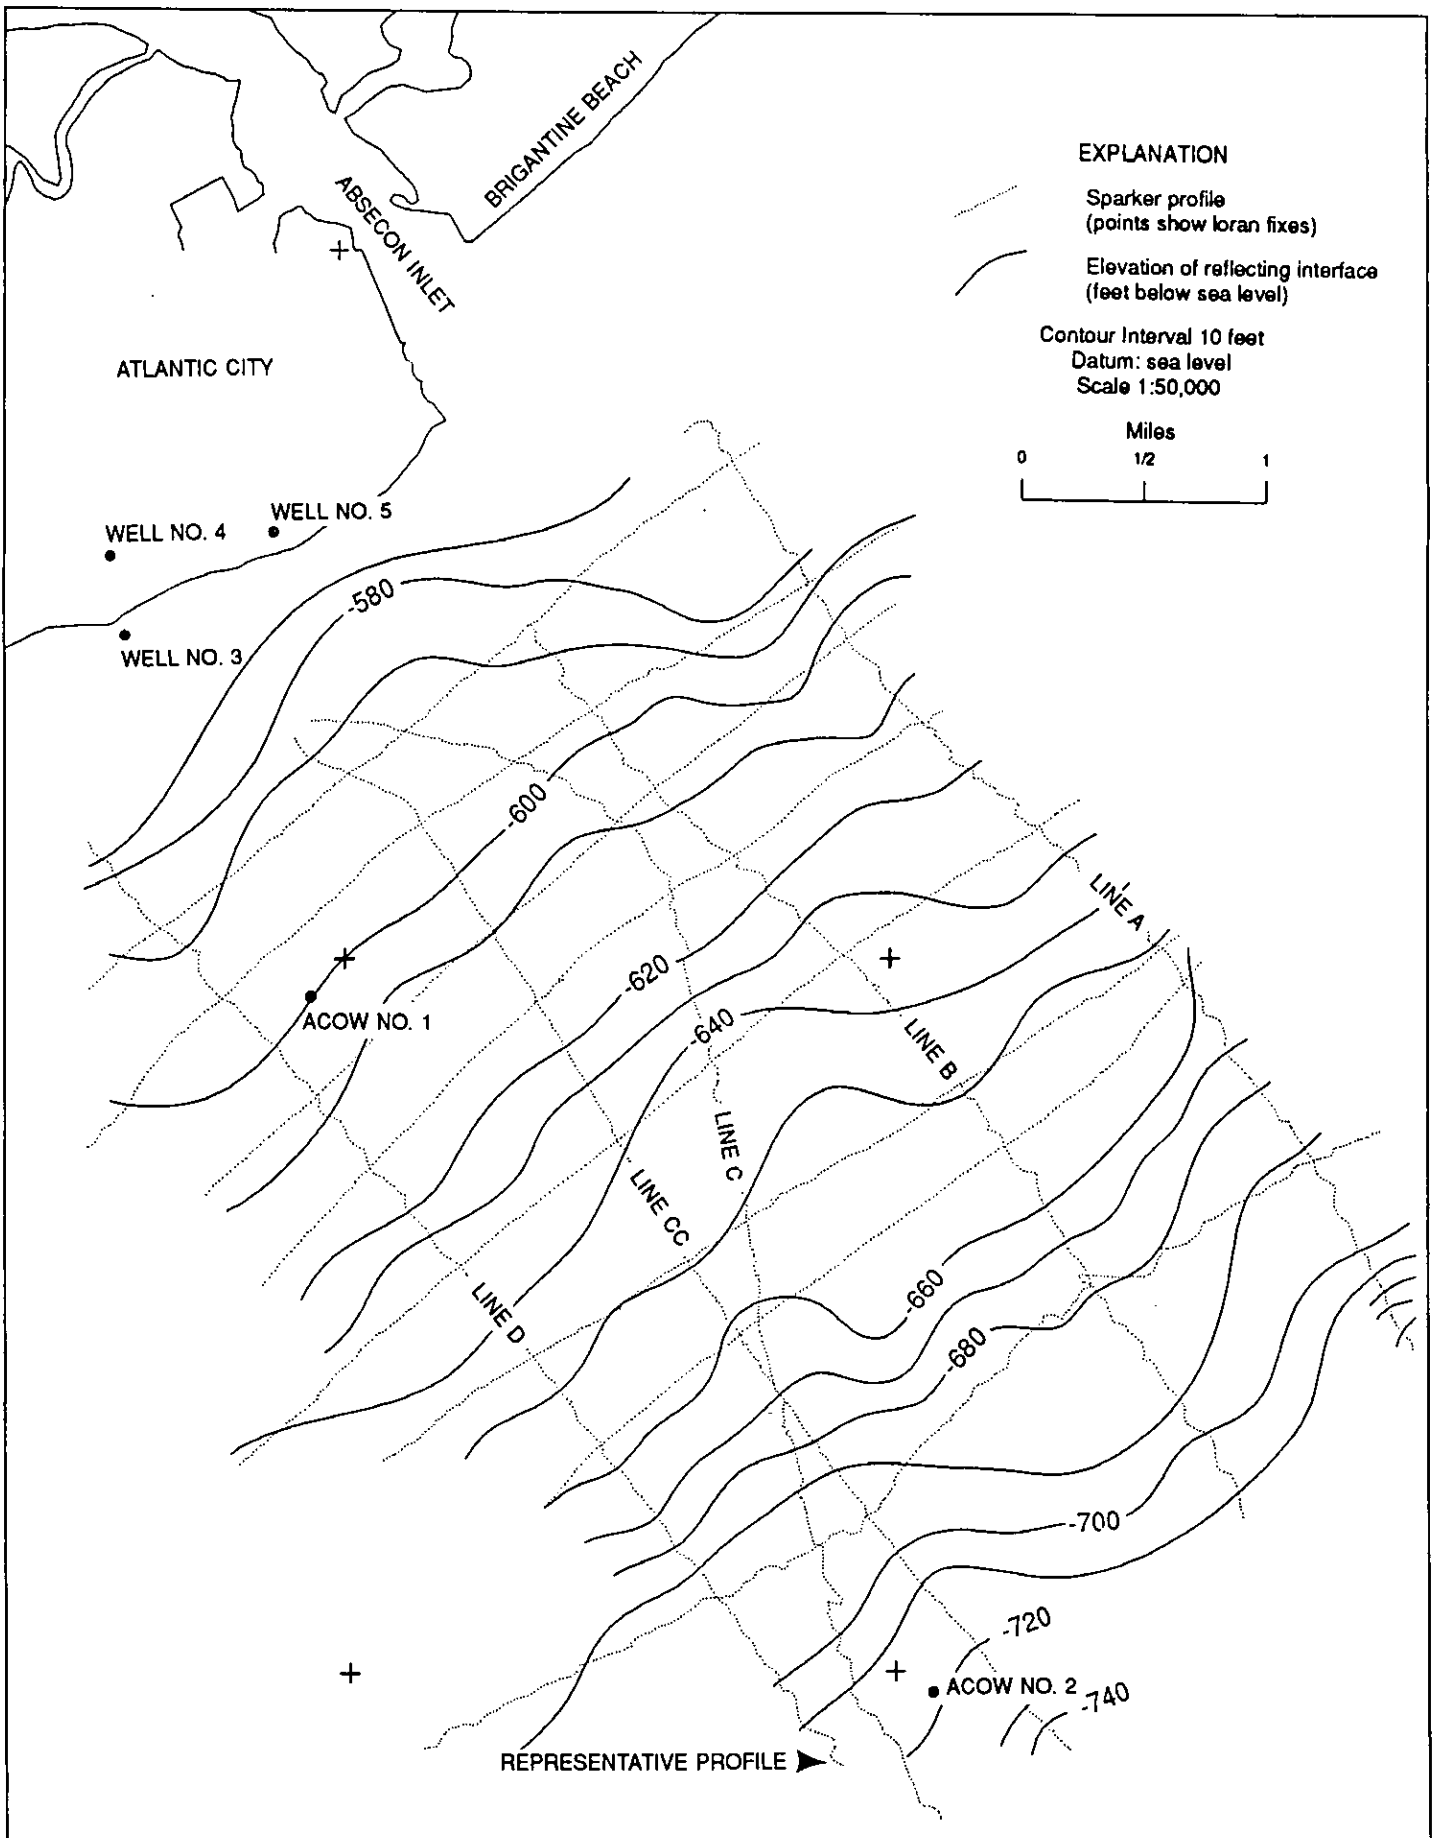 BRIGANTINE BEACH
ABSECON INLET
ATLANTIC CITY
EXPLANATION
Sparker profile
(points show loran fixes)
Elevation of reflecting interface
(feet below sea level)
Contour Interval 10 feet
Datum: sea level
Scale 1:50,000
Miles
0 1/2 1
WELL NO. 4
WELL NO. 5
WELL NO. 3
-580
-600
-620
-640
LINE A
LINE B
LINE C
LINE CC
LINE D
ACOW NO. 1
-660
-680
-700
-720
ACOW NO. 2
-740
REPRESENTATIVE PROFILE